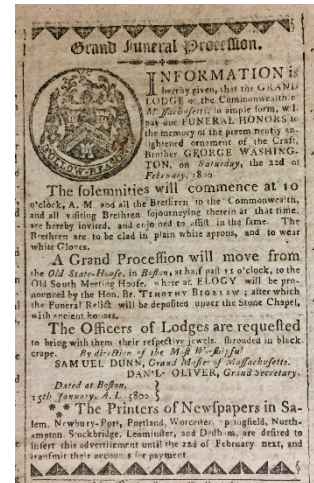 Grand Funeral Procession.
FOLLOW REASON
INFORMATION is
hereby given, that the GRAND
LODGE of the Commonwealth of
Massachusetts, in ample form, will
pay due FUNERAL HONORS to
the memory of the preeminently en-
lightened ornament of the Craft,
Brother GEORGE WASHING-
TON, on Saturday, the 22d of
February, 1800.
The solemnities will commence at 10
o'clock, A. M. and all the Brethren in the Commonwealth,
and all visiting Brethren sojourneying therein at that time,
are hereby invited, and enjoined to assist in the same. The
Brethren are to be clad in plain white aprons, and to wear
white Gloves.
A Grand Procession will move from
the Old State-House, in Boston, at half past 11 o'clock, to the
Old South Meeting House, where an ELOGY will be pro-
nounced by the Hon. Br. TIMOTHY BIGELOW; after which
the Funeral Relict will be deposited under the Stone Chapel,
with ancient honors.
The Officers of Lodges are requested
to bring with them their respective jewels, shrouded in black
crape. By direction of the Most Worshipful
SAMUEL DUNN, Grand Master of Massachusetts.
DAN'L OLIVER, Grand Secretary.
Dated at Boston,
15th January, A. L. 5800
** The Printers of Newspapers in Sa-
lem, Newbury-Port, Portland, Worcester, Springfield, North-
ampton, Stockbridge, Leominster, and Dedham, are desired to
insert this advertisement until the 22d of February next, and
transmit their accounts for payment.